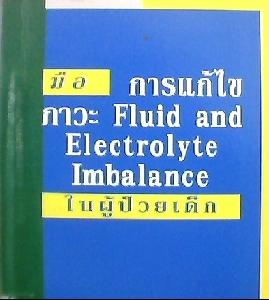 มือ การแก้ไข
ภาวะ Fluid and
Electrolyte
Imbalance
ในผู้ป่วยเด็ก